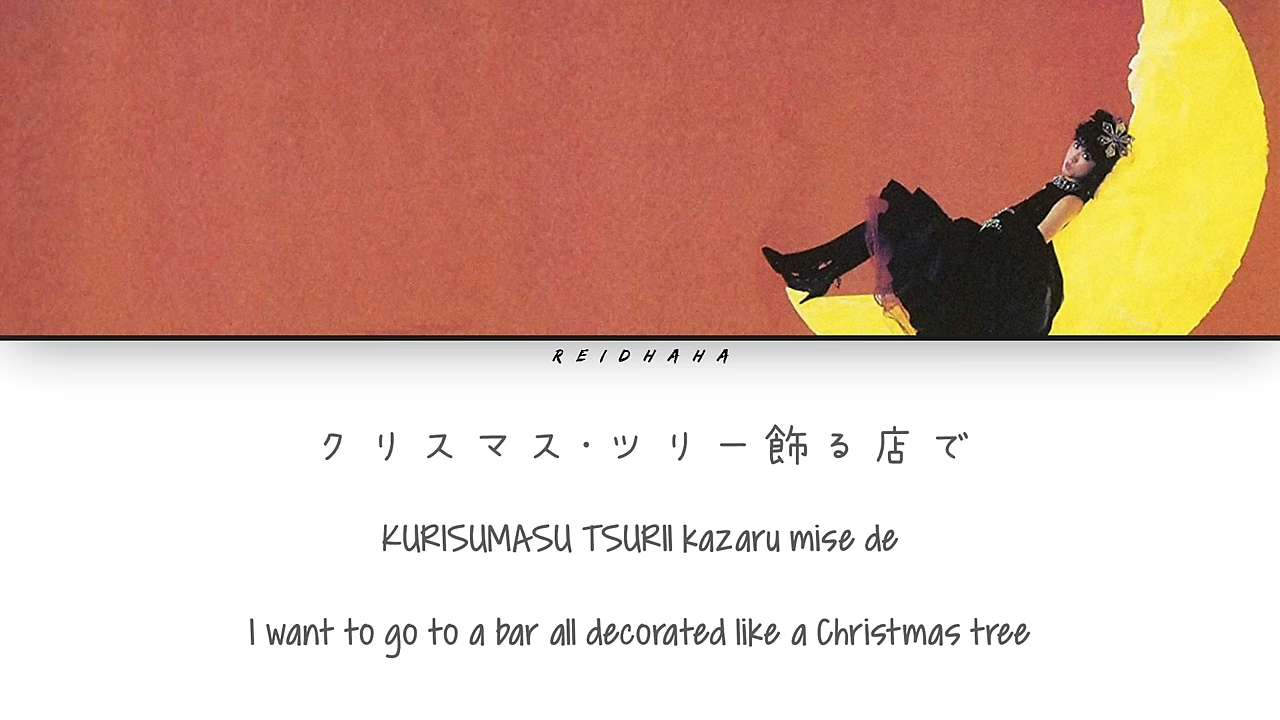 REIDHAHA
クリスマス・ツリー飾る店で
KURISUMASU TSURII kazaru mise de
I want to go to a bar all decorated like a Christmas tree